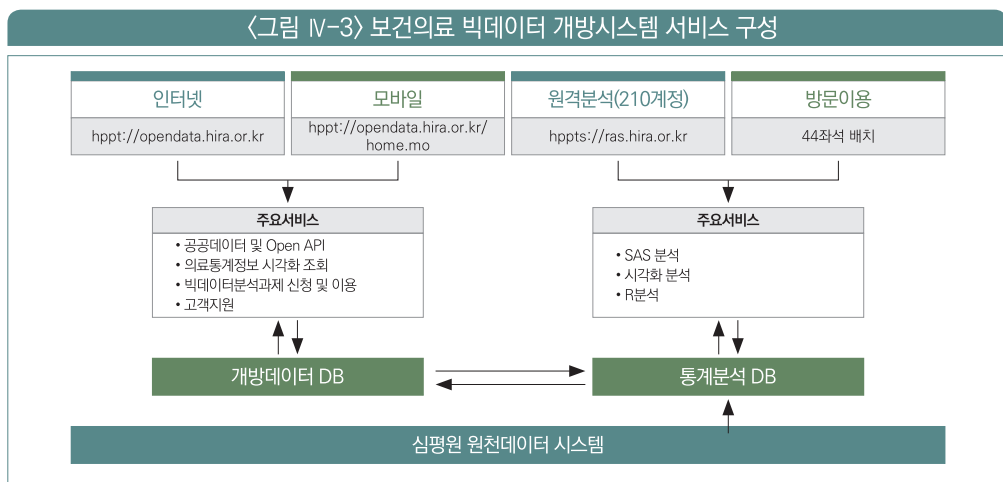 〈그림 Ⅳ-3〉 보건의료 빅데이터 개방시스템 서비스 구성
인터넷
hppt://opendata.hira.or.kr
모바일
hppt://opendata.hira.or.kr/
home.mo
원격분석(210계정)
hppts://ras.hira.or.kr
방문이용
44좌석 배치
주요서비스
• 공공데이터 및 Open API
• 의료통계정보 시각화 조회
• 빅데이터분석과제 신청 및 이용
• 고객지원
주요서비스
• SAS 분석
• 시각화 분석
• R분석
개방데이터 DB
통계분석 DB
심평원 원천데이터 시스템